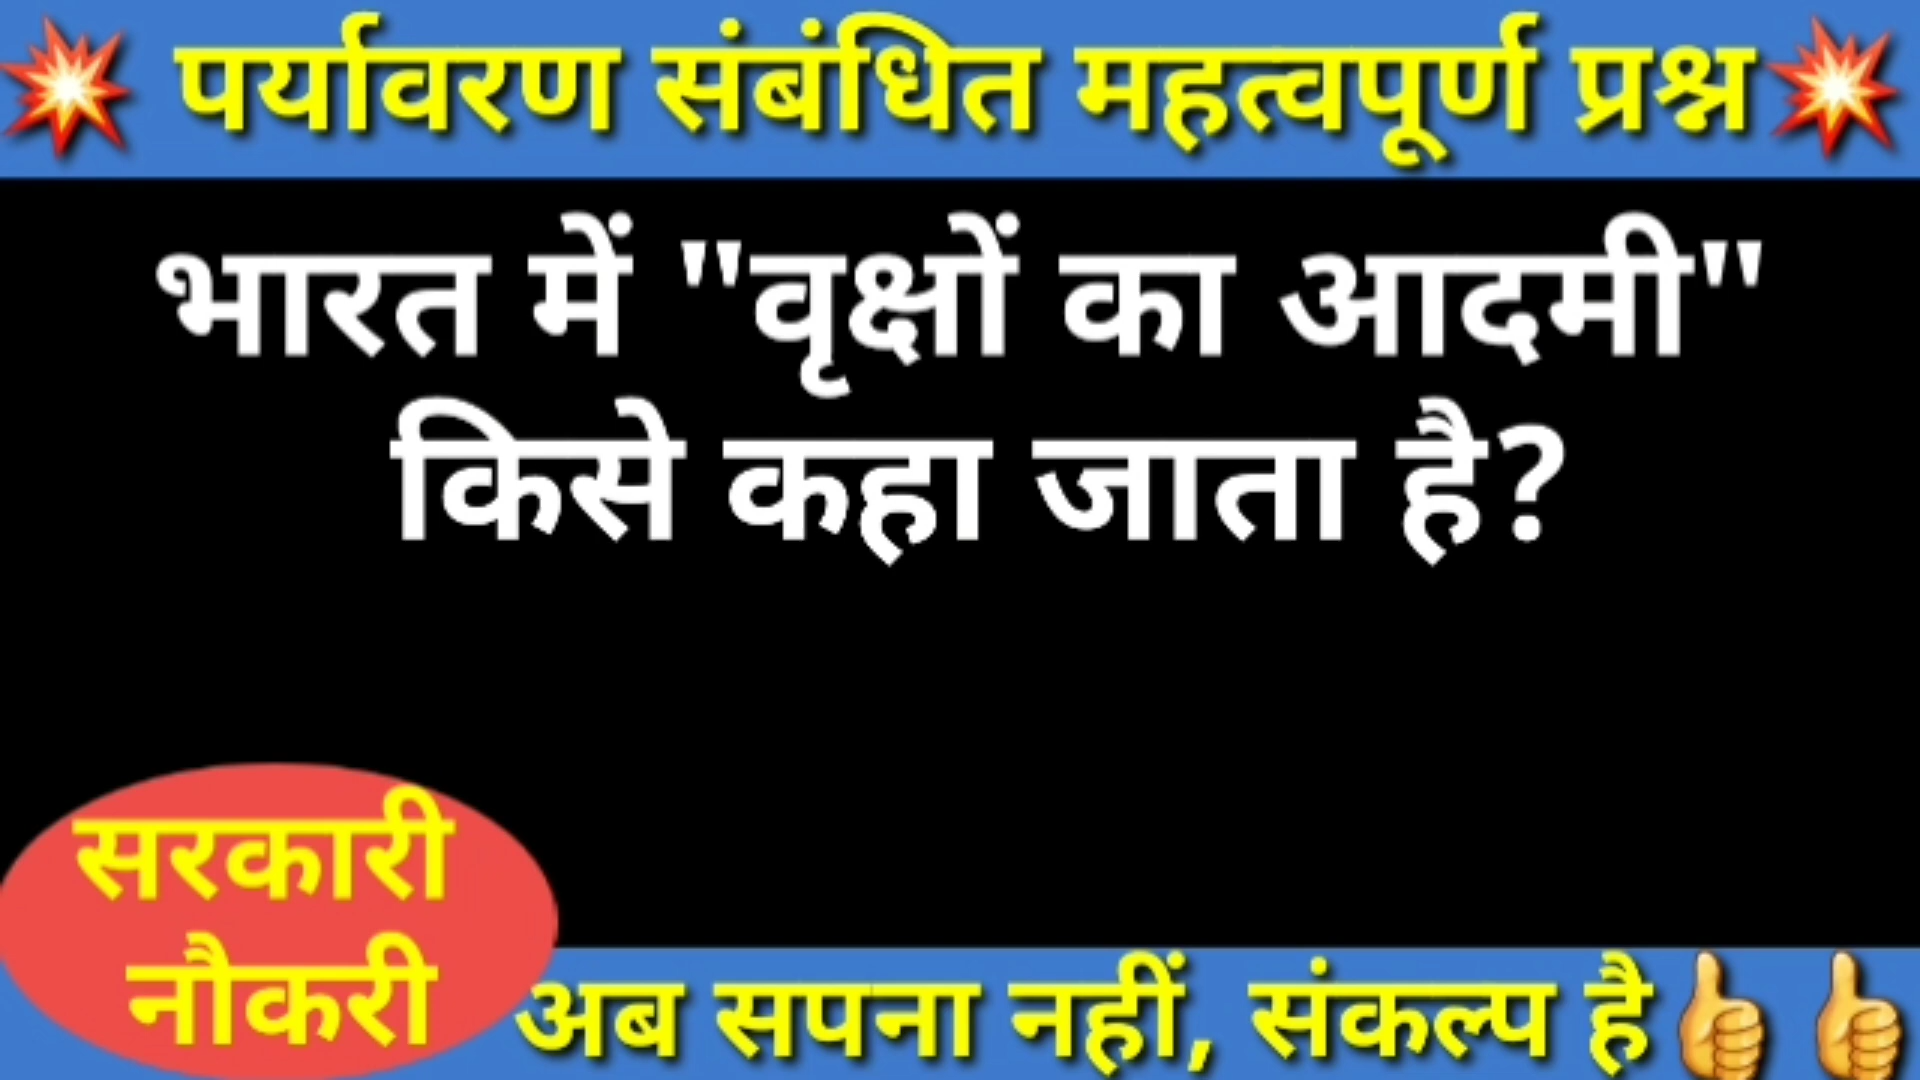 पर्यावरण संबंधित महत्वपूर्ण प्रश्न
भारत में "वृक्षों का आदमी"
किसे कहा जाता है?
सरकारी
नौकरी
अब सपना नहीं, संकल्प है